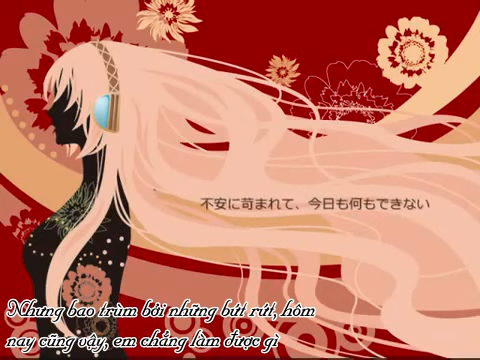 不安に苛まれて、今日も何もできない
Nhưng bao trùm bởi những bứt rứt, hôm
nay cũng vậy, em chẳng làm được gì